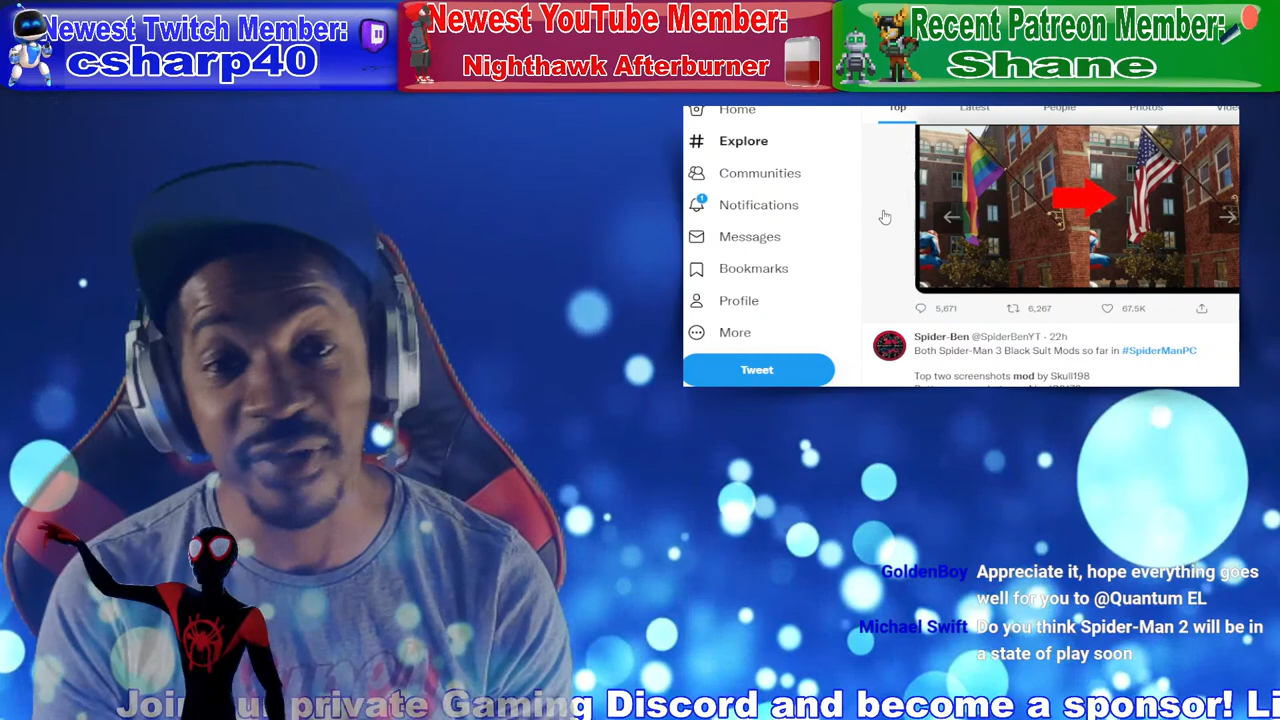 Newest Twitch Member:
csharp40
Newest YouTube Member:
Nighthawk Afterburner
Recent Patreon Member:
Shane
Home
Explore
Communities
Notifications
1
Messages
Bookmarks
Profile
More
Tweet
Top Latest People Photos
5,671 6,267 67.5K
Spider-Ben @SpiderBenYT · 22h
Both Spider-Man 3 Black Suit Mods so far in #SpiderManPC
Top two screenshots mod by Skull198
GoldenBoy Appreciate it, hope everything goes
well for you to @Quantum EL
Michael Swift Do you think Spider-Man 2 will be in
a state of play soon
private Gaming Discord and become a sponsor! Li